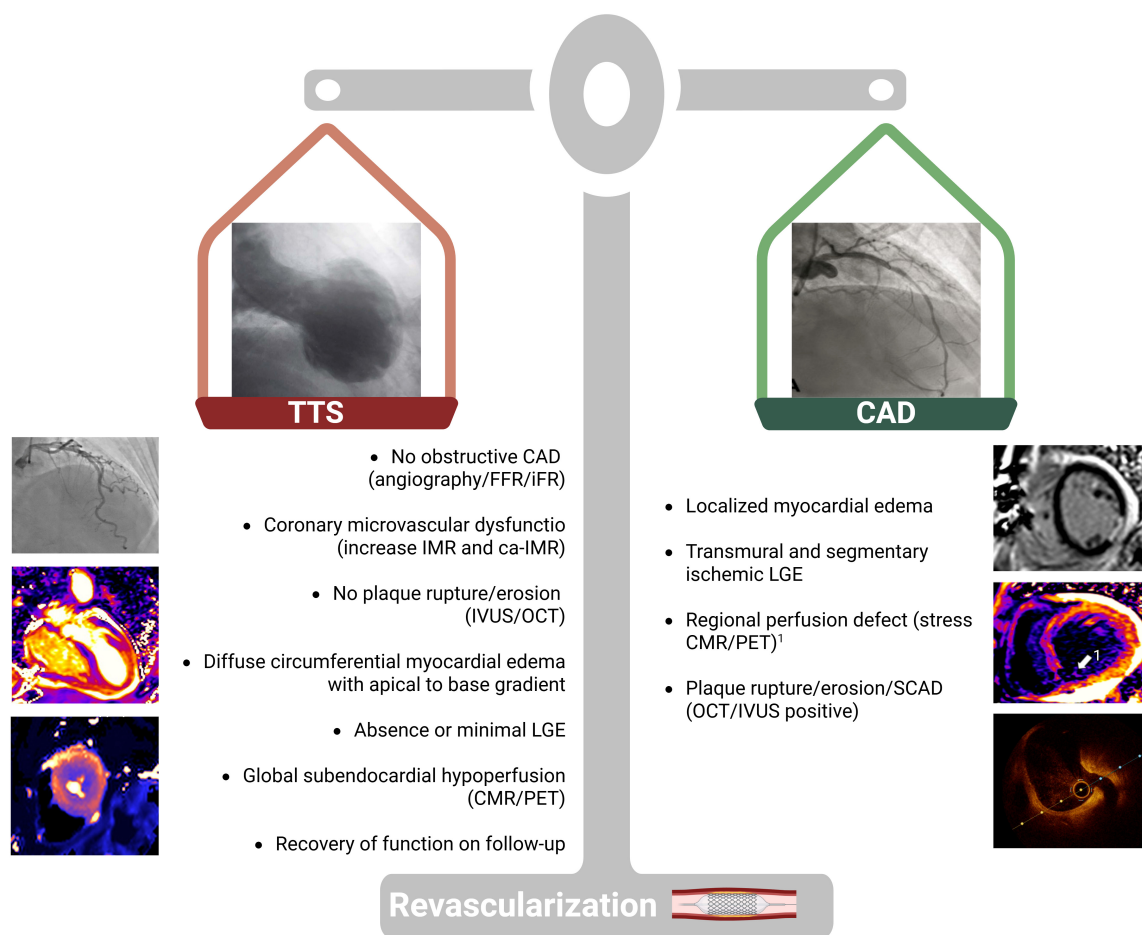 TTS
CAD
• No obstructive CAD
(angiography/FFR/iFR)
• Coronary microvascular dysfunctio
(increase IMR and ca-IMR)
• No plaque rupture/erosion
(IVUS/OCT)
• Diffuse circumferential myocardial edema
with apical to base gradient
• Absence or minimal LGE
• Global subendocardial hypoperfusion
(CMR/PET)
• Recovery of function on follow-up
• Localized myocardial edema
• Transmural and segmentary
ischemic LGE
• Regional perfusion defect (stress
CMR/PET)¹
• Plaque rupture/erosion/SCAD
(OCT/IVUS positive)
1
Revascularization